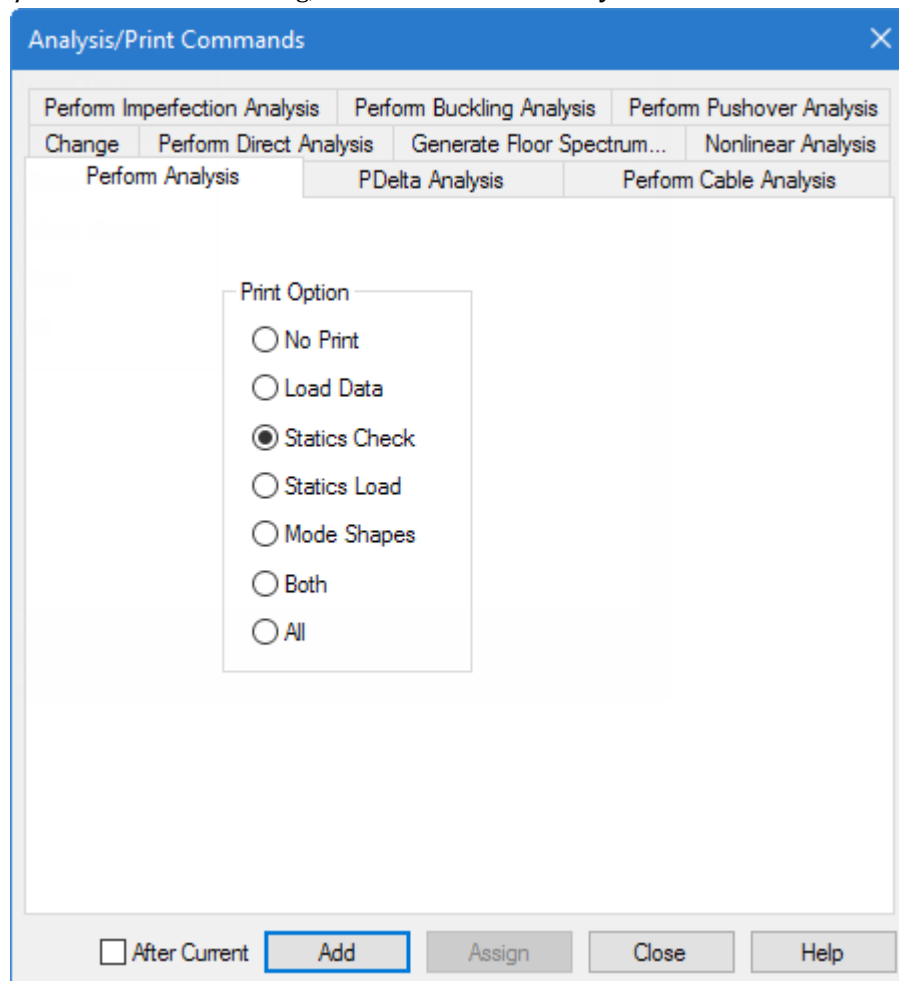 Analysis/Print Commands
Perform Imperfection Analysis Perform Buckling Analysis Perform Pushover Analysis
Change Perform Direct Analysis Generate Floor Spectrum... Nonlinear Analysis
Perform Analysis PDelta Analysis Perform Cable Analysis
Print Option
No Print
Load Data
Statics Check
Statics Load
Mode Shapes
Both
All
After Current Add Assign Close Help